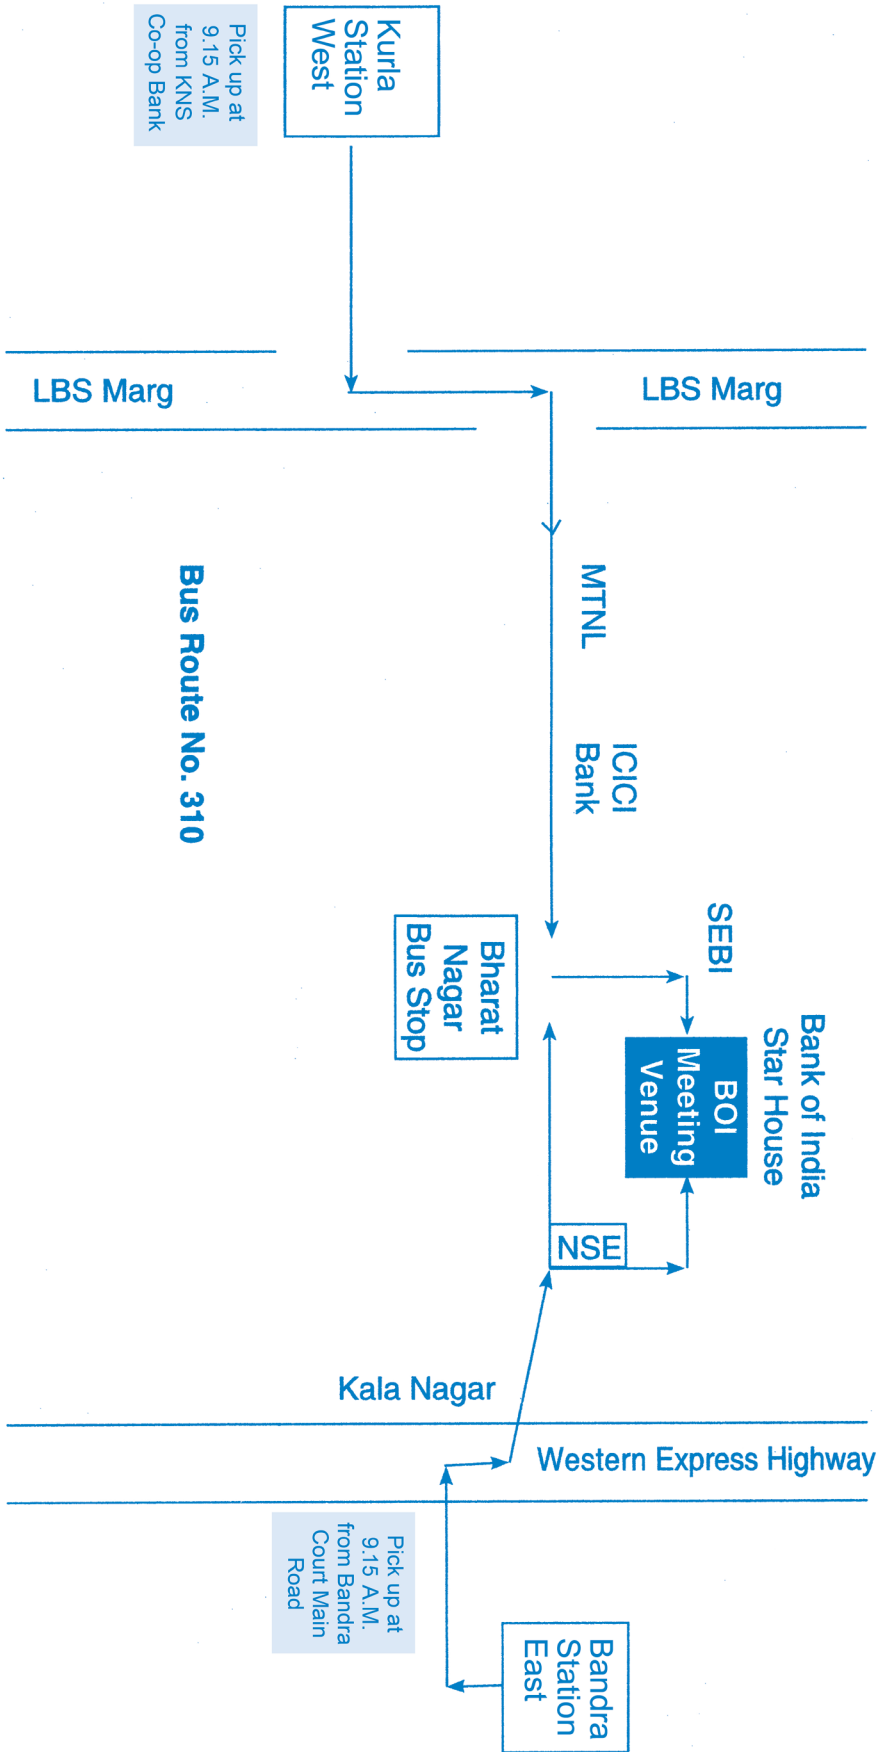 Kurla
Station
West
Pick up at
9.15 A.M.
from KNS
Co-op Bank
LBS Marg
LBS Marg
MTNL
ICICI
Bank
Bus Route No. 310
SEBI
Bharat
Nagar
Bus Stop
Bank of India
Star House
BOI
Meeting
Venue
NSE
Kala Nagar
Western Express Highway
Pick up at
9.15 A.M.
from Bandra
Court Main
Road
Bandra
Station
East